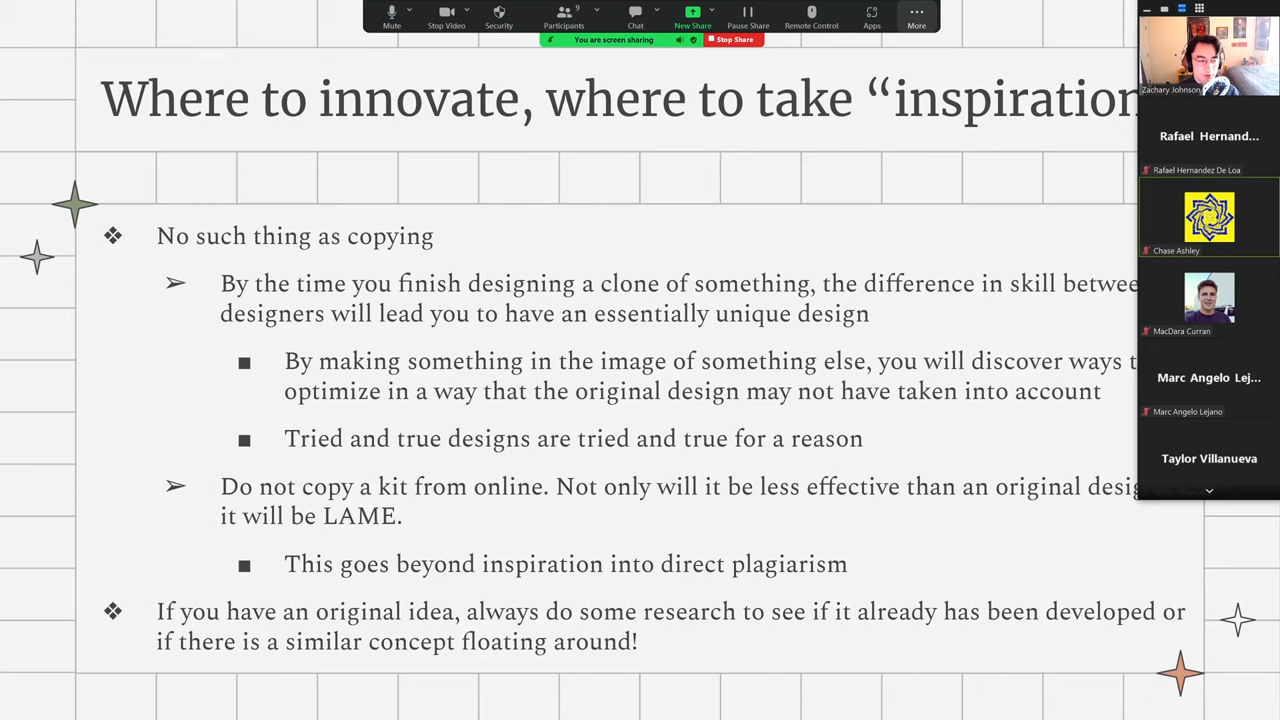 Mute
Stop Video
Security
Participants
9
Chat
New Share
Pause Share
Remote Control
Apps
More
You are screen sharing
Stop Share
Where to innovate, where to take “inspiration
❖ No such thing as copying
➢ By the time you finish designing a clone of something, the difference in skill betwee
designers will lead you to have an essentially unique design
■ By making something in the image of something else, you will discover ways t
optimize in a way that the original design may not have taken into account
■ Tried and true designs are tried and true for a reason
➢ Do not copy a kit from online. Not only will it be less effective than an original desig
it will be LAME.
■ This goes beyond inspiration into direct plagiarism
❖ If you have an original idea, always do some research to see if it already has been developed or
if there is a similar concept floating around!
Zachary Johnson
Rafael Hernand...
Rafael Hernandez De Loa
Chase Ashley
MacDara Curran
Marc Angelo Lej...
Marc Angelo Lejano
Taylor Villanueva